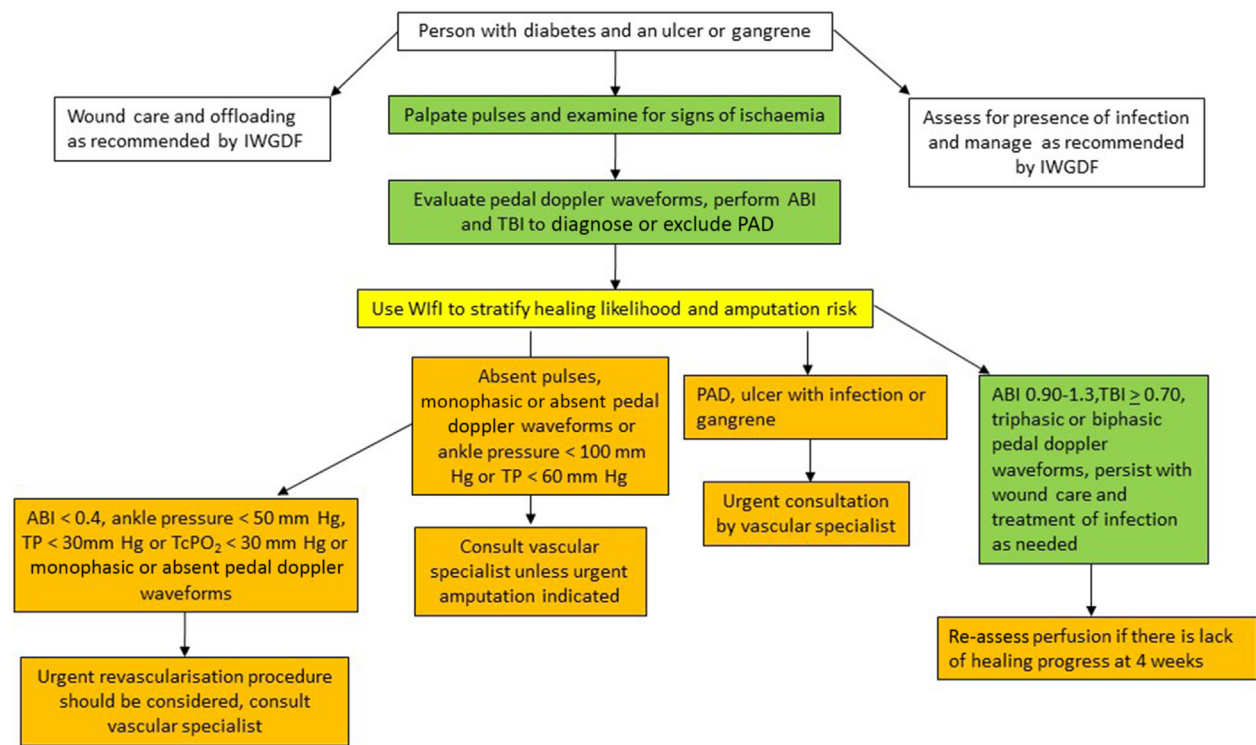 Person with diabetes and an ulcer or gangrene
Wound care and offloading
as recommended by IWGDF
Palpate pulses and examine for signs of ischaemia
Assess for presence of infection
and manage as recommended
by IWGDF
Evaluate pedal doppler waveforms, perform ABI
and TBI to diagnose or exclude PAD
Use WIfI to stratify healing likelihood and amputation risk
Absent pulses,
monophasic or absent pedal
doppler waveforms or
ankle pressure < 100 mm
Hg or TP < 60 mm Hg
PAD, ulcer with infection or
gangrene
ABI 0.90-1.3,TBI ≥ 0.70,
triphasic or biphasic
pedal doppler
waveforms, persist with
wound care and
treatment of infection
as needed
ABI < 0.4, ankle pressure < 50 mm Hg,
TP < 30mm Hg or TcPO₂ < 30 mm Hg or
monophasic or absent pedal doppler
waveforms
Consult vascular
specialist unless urgent
amputation indicated
Urgent consultation
by vascular specialist
Re-assess perfusion if there is lack
of healing progress at 4 weeks
Urgent revascularisation procedure
should be considered, consult
vascular specialist